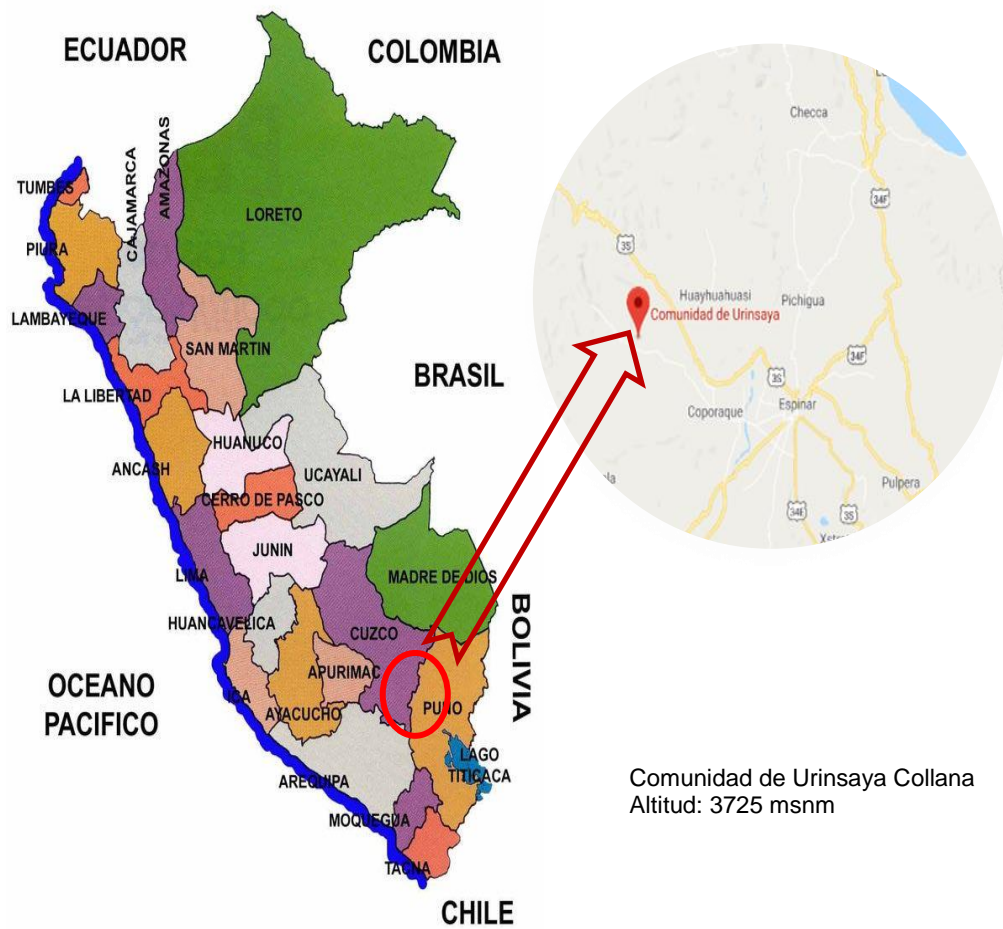 ECUADOR
COLOMBIA
TUMBES
PIURA
CAJAMARCA
AMAZONAS
LORETO
LAMBAYEQUE
SAN MARTIN
LA LIBERTAD
BRASIL
HUANUCO
ANCASH
UCAYALI
CERRO DE PASCO
JUNIN
LIMA
MADRE DE DIOS
HUANCAVELICA
CUZCO
BOLIVIA
APURIMAC
ICA
AYACUCHO
PUNO
OCEANO
PACIFICO
LAGO
TITICACA
AREQUIPA
MOQUEGUA
TACNA
CHILE
Checca
34F
3S
Huayhuahuasi
Pichigua
Comunidad de Urinsaya
34F
3S
Coporaque
Espinar
Pulpera
34F
3S
Comunidad de Urinsaya Collana
Altitud: 3725 msnm